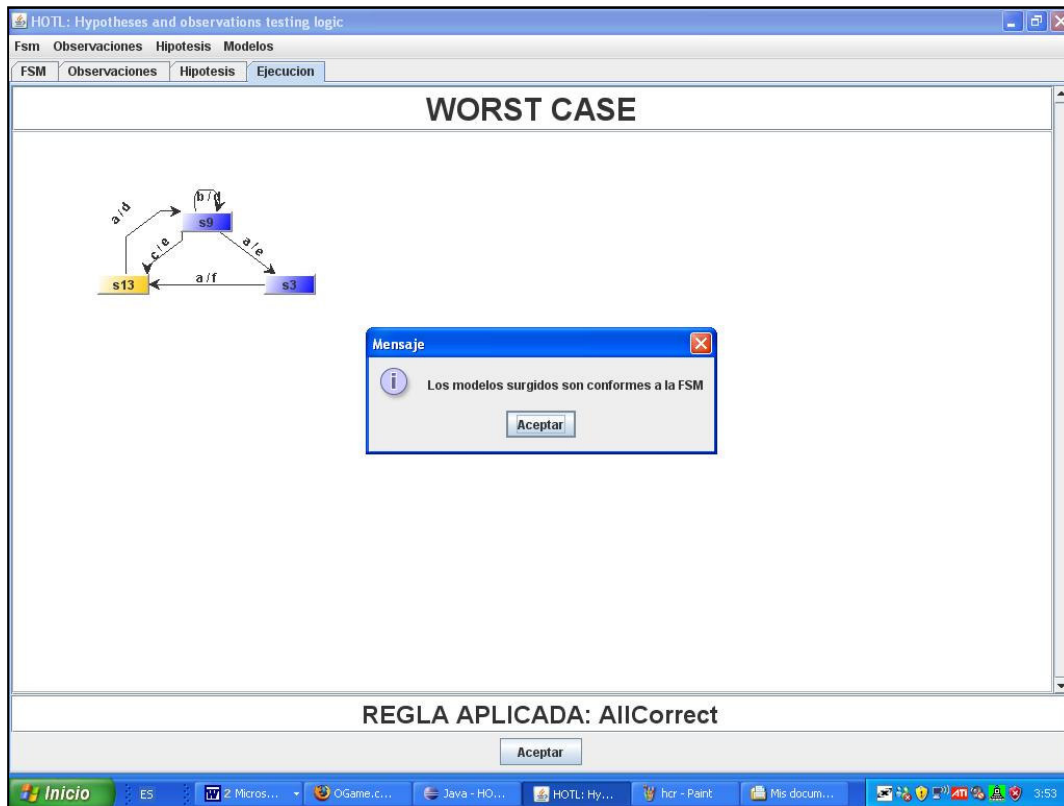 HOTL: Hypotheses and observations testing logic
Fsm Observaciones Hipotesis Modelos
FSM Observaciones Hipotesis Ejecucion
WORST CASE
b/d
a/d
s9
c/e
a/e
a/f
s13
s3
Mensaje
Los modelos surgidos son conformes a la FSM
Aceptar
REGLA APLICADA: AllCorrect
Aceptar
Inicio ES 2 Micros... OGame.c... Java - HO... HOTL: Hy... hcr - Paint Mis docum... 3:53